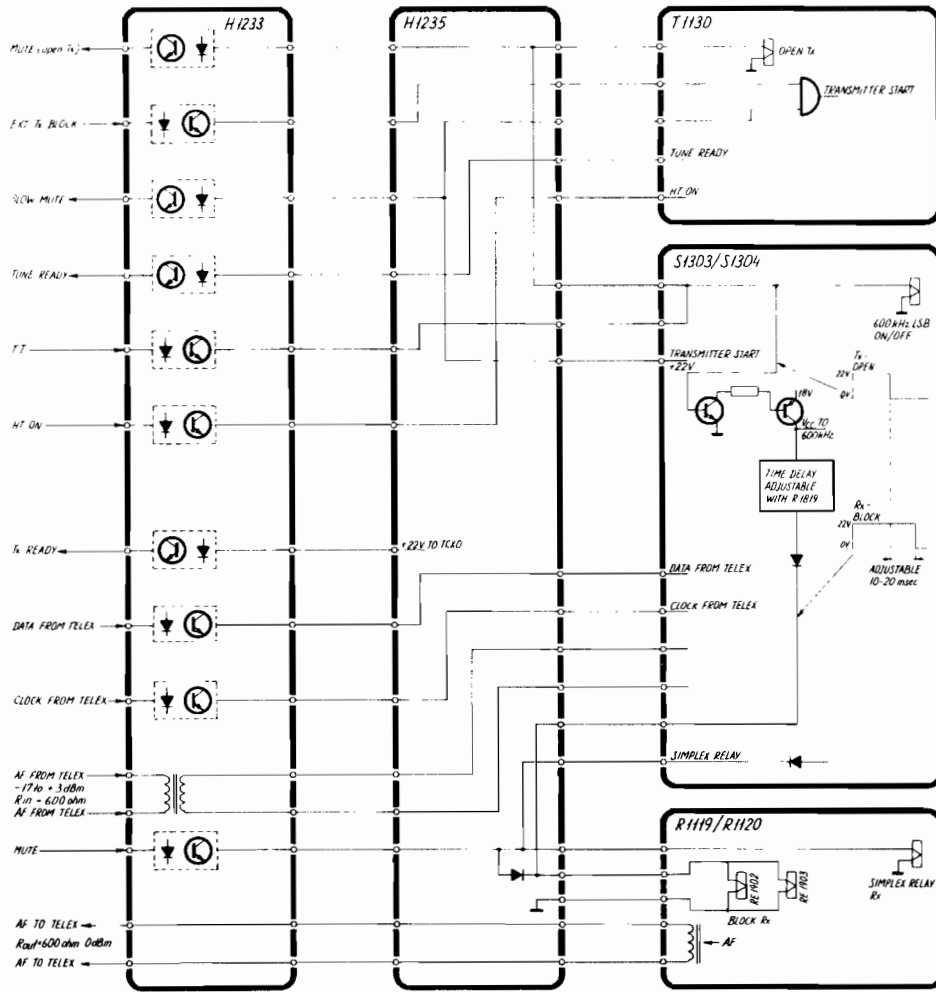 H1233
H1235
T1130
MUTE (open Tx)
EXT Tx BLOCK
SLOW MUTE
TUNE READY
TT
HT ON
Tx READY
DATA FROM TELEX
CLOCK FROM TELEX
AF FROM TELEX
-17 to + 3 dBm
Rin = 600 ohm
AF FROM TELEX
MUTE
AF TO TELEX
Rout=600 ohm 0dBm
AF TO TELEX
+22V TO TCXO
OPEN Tx
TRANSMITTER START
TUNE READY
HT ON
S1303/S1304
600 kHz LSB
ON/OFF
TRANSMITTER START
+22V
Tx-
OPEN
22V
0V
18V
Vcc TO
600kHz
TIME DELAY
ADJUSTABLE
WITH R1819
Rx-
BLOCK
22V
0V
ADJUSTABLE
10-20 msec
DATA FROM TELEX
CLOCK FROM TELEX
SIMPLEX RELAY
R1119/R1120
RE 1902
RE 1903
SIMPLEX RELAY
Rx
BLOCK Rx
AF